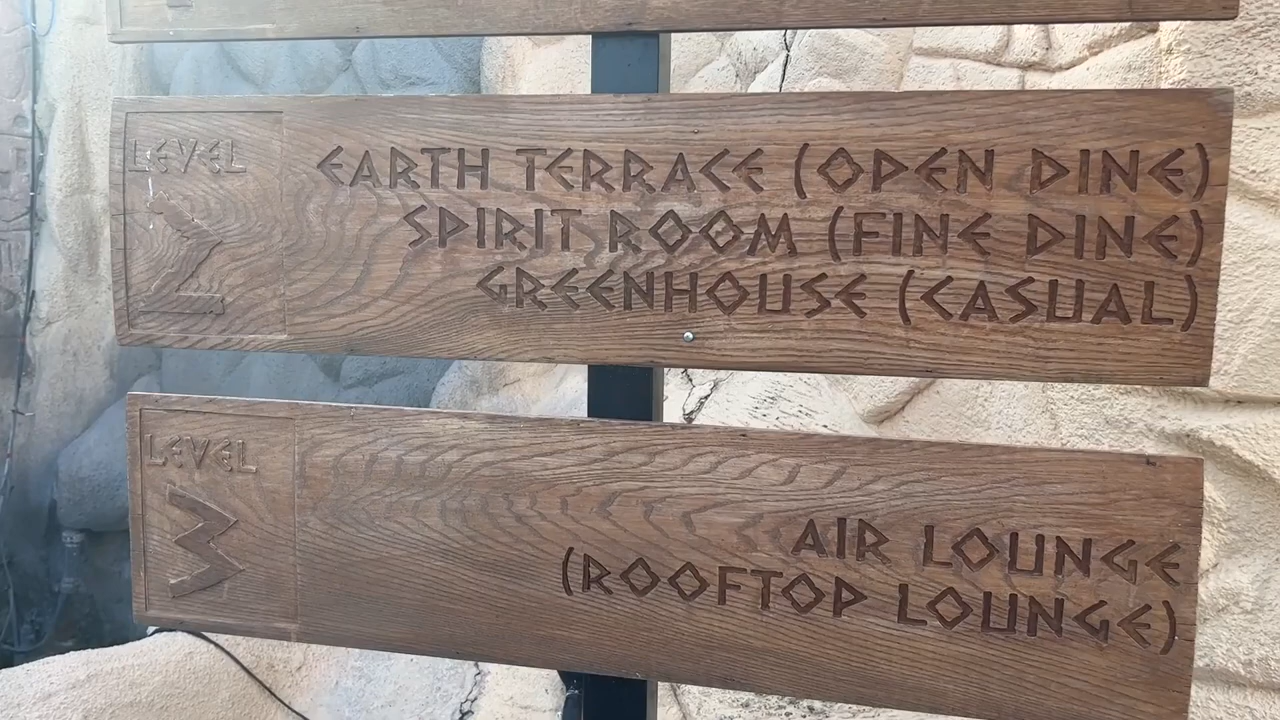 LEVEL
2
EARTH TERRACE (OPEN DINE)
SPIRIT ROOM (FINE DINE)
GREENHOUSE (CASUAL)
LEVEL
3
AIR LOUNGE
(ROOFTOP LOUNGE)